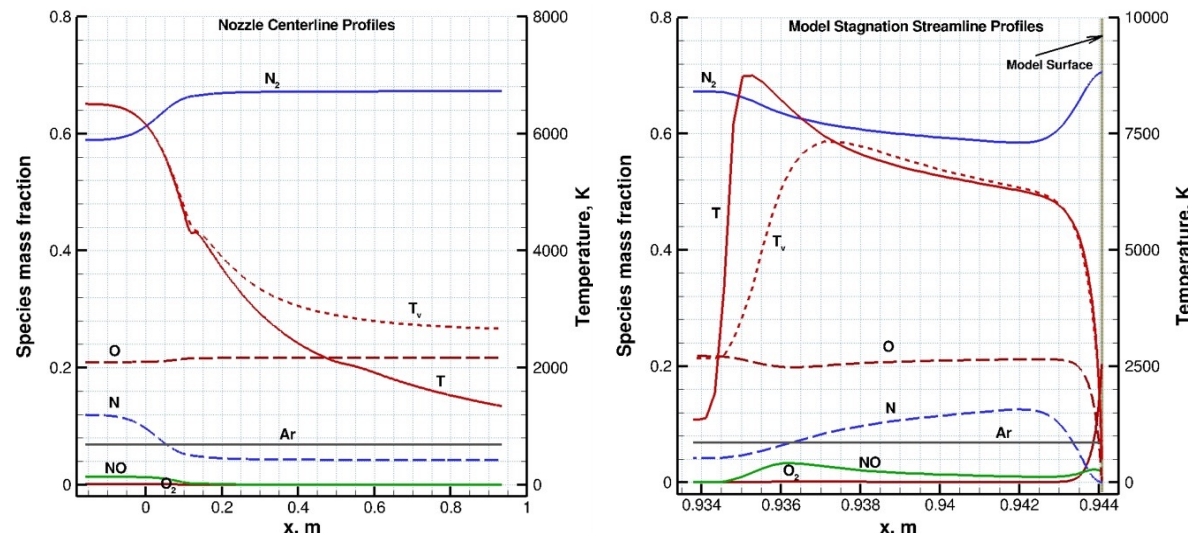 Nozzle Centerline Profiles
0.8
0.6
0.4
0.2
0
Species mass fraction
8000
6000
4000
2000
0
Temperature, K
N2
Tv
O
T
N
Ar
NO
O2
0 0.2 0.4 0.6 0.8 1
x, m
Model Stagnation Streamline Profiles
Model Surface
0.8
0.6
0.4
0.2
0
Species mass fraction
10000
7500
5000
2500
0
Temperature, K
N2
T
Tv
O
N
Ar
NO
O2
0.934 0.936 0.938 0.94 0.942 0.944
x, m